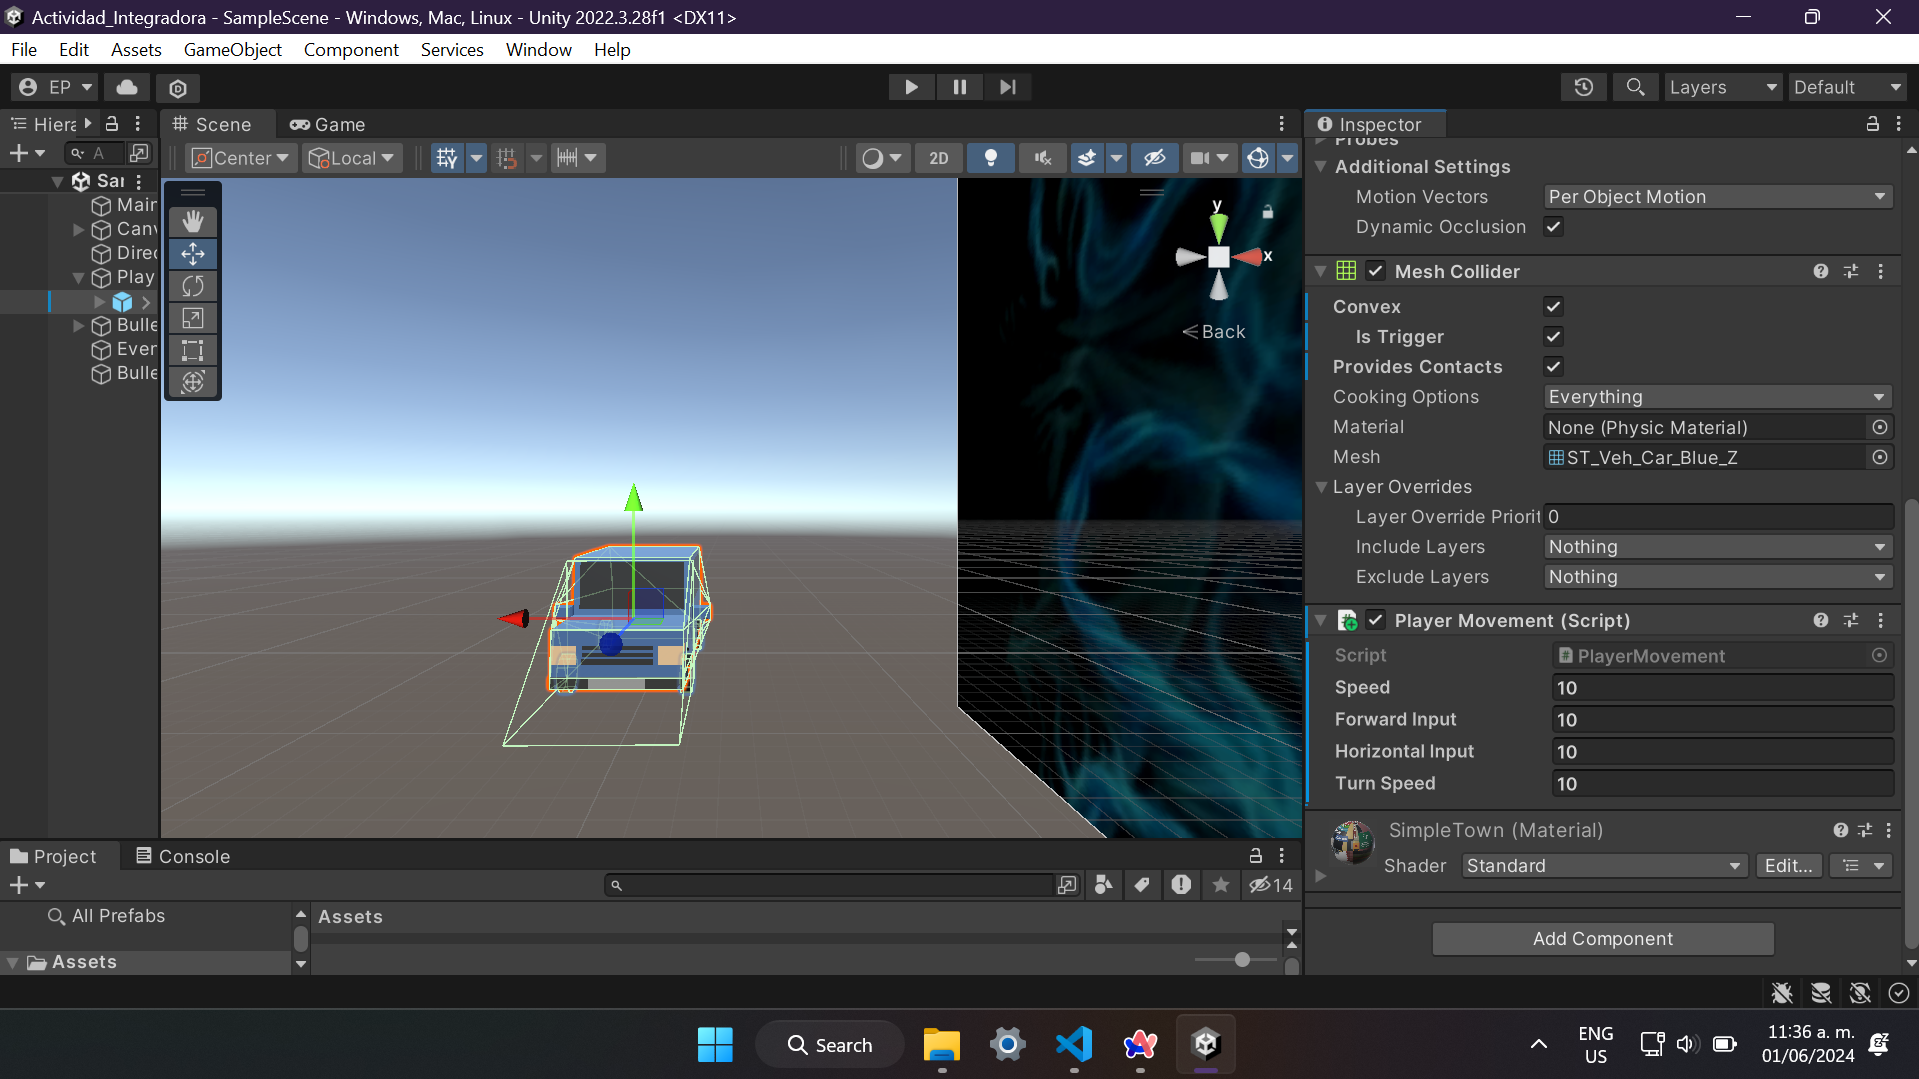 Actividad_Integradora - SampleScene - Windows, Mac, Linux - Unity 2022.3.28f1 <DX11>
File Edit Assets GameObject Component Services Window Help
EP
Layers
Default
Hiera
Scene
Game
Inspector
A
Center
Local
2D
Probes
Additional Settings
Motion Vectors Per Object Motion
Dynamic Occlusion
Sar
Main
Canv
Direc
Play
Bulle
Even
Bulle
y
x
Back
Mesh Collider
Convex
Is Trigger
Provides Contacts
Cooking Options Everything
Material None (Physic Material)
Mesh ST_Veh_Car_Blue_Z
Layer Overrides
Layer Override Priorit 0
Include Layers Nothing
Exclude Layers Nothing
Player Movement (Script)
Script PlayerMovement
Speed 10
Forward Input 10
Horizontal Input 10
Turn Speed 10
SimpleTown (Material)
Shader Standard Edit...
Add Component
Project
Console
14
All Prefabs
Assets
Assets
Search
ENG
US
11:36 a. m.
01/06/2024